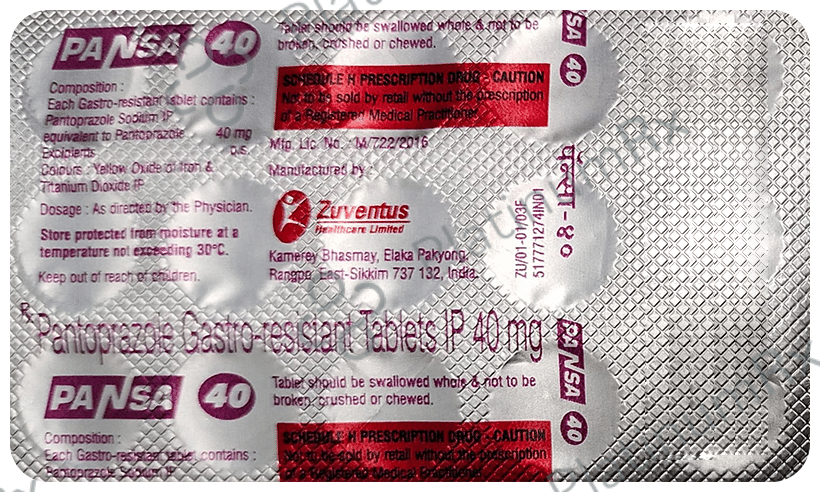 PANSA 40
Composition :
Each Gastro-resistant tablet contains :
Pantoprazole Sodium IP
equivalent to Pantoprazole 40 mg
Excipients q.s.
Colours : Yellow Oxide of Iron &
Titanium Dioxide IP
Dosage : As directed by the Physician.
Store protected from moisture at a
temperature not exceeding 30°C.
Keep out of reach of children.
Tablet should be swallowed whole & not to be
broken, crushed or chewed.
SCHEDULE H PRESCRIPTION DRUG - CAUTION
Not to be sold by retail without the prescription
of a Registered Medical Practitioner.
Mfg. Lic. No. : M/722/2016
Manufactured by :
Zuventus
Healthcare Limited
Kamerey Bhasmay, Elaka Pakyong,
Rangpo, East-Sikkim 737 132, India.
NSA 40
ZU/01-01/03F
517771274IN01
पॅन्सा-४०
Rx
Pantoprazole Gastro-resistant Tablets IP 40 mg
PANSA 40
Composition :
Each Gastro-resistant tablet contains :
Pantoprazole Sodium IP
Tablet should be swallowed whole & not to be
broken, crushed or chewed.
SCHEDULE H PRESCRIPTION DRUG - CAUTION
Not to be sold by retail without the prescription
of a Registered Medical Practitioner.
PANSA 40
PlatinumRx